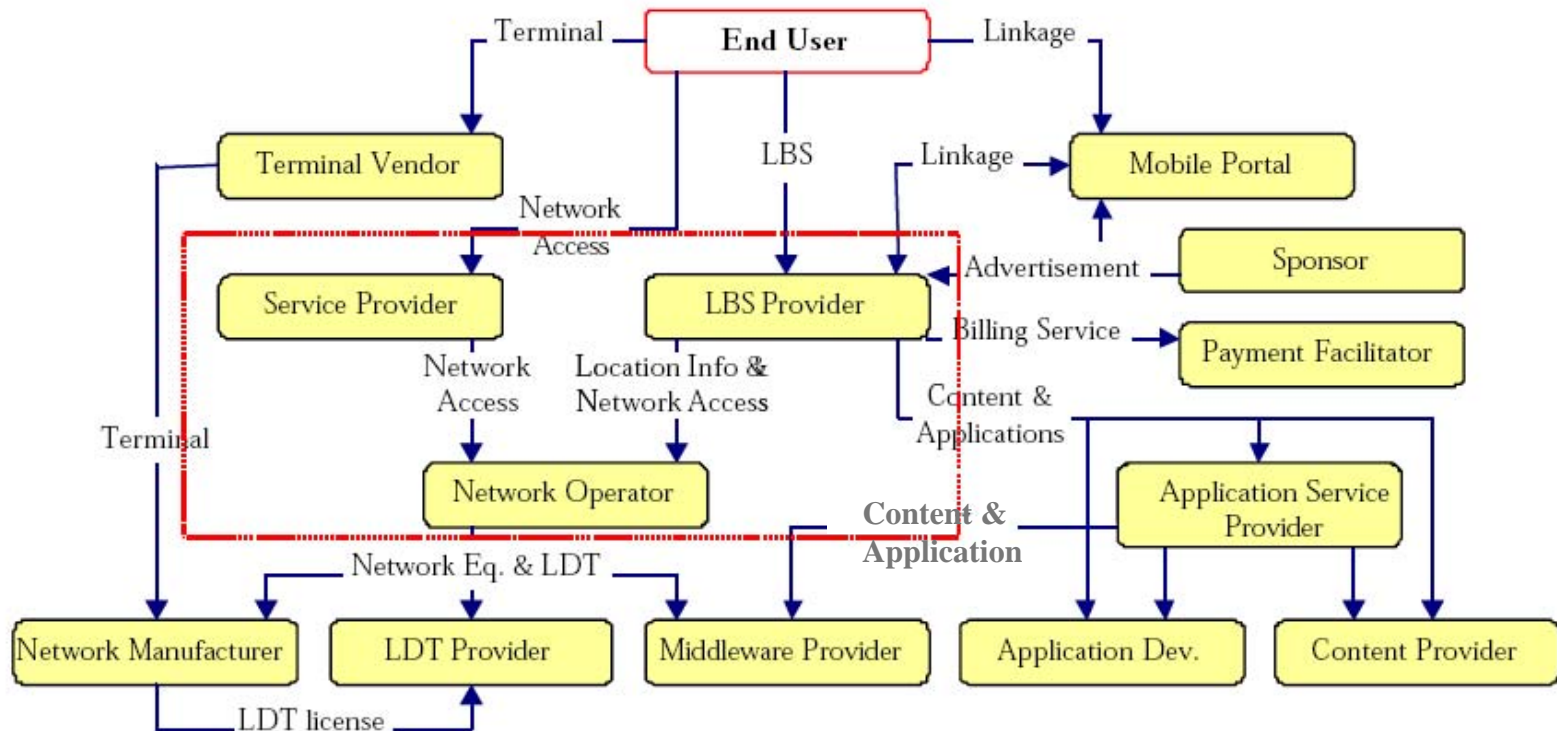 Terminal
End User
Linkage
Terminal Vendor
LBS
Linkage
Mobile Portal
Network
Access
Advertisement
Sponsor
Service Provider
LBS Provider
Billing Service
Payment Facilitator
Network
Access
Location Info &
Network Access
Content &
Applications
Terminal
Network Operator
Application Service
Provider
Content &
Application
Network Eq. & LDT
Network Manufacturer
LDT Provider
Middleware Provider
Application Dev.
Content Provider
LDT license